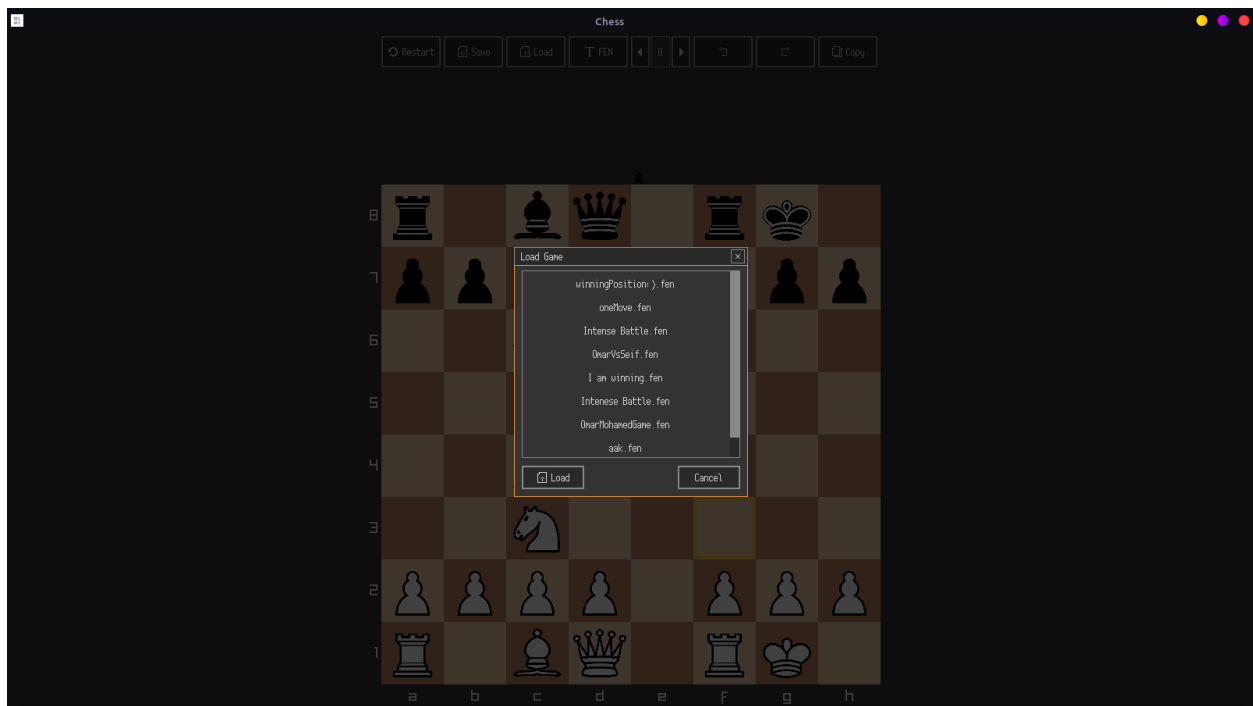 Chess
Restart Save Load FEN 0 Copy
8
Load Game
winningPosition:).fen
7
oneMove.fen
Intense Battle.fen
6
OmarVsSeif.fen
I am winning.fen
5
Intenese Battle.fen
OmarMohamedGame.fen
aak.fen
4
Load Cancel
3
2
1
a b c d e f g h